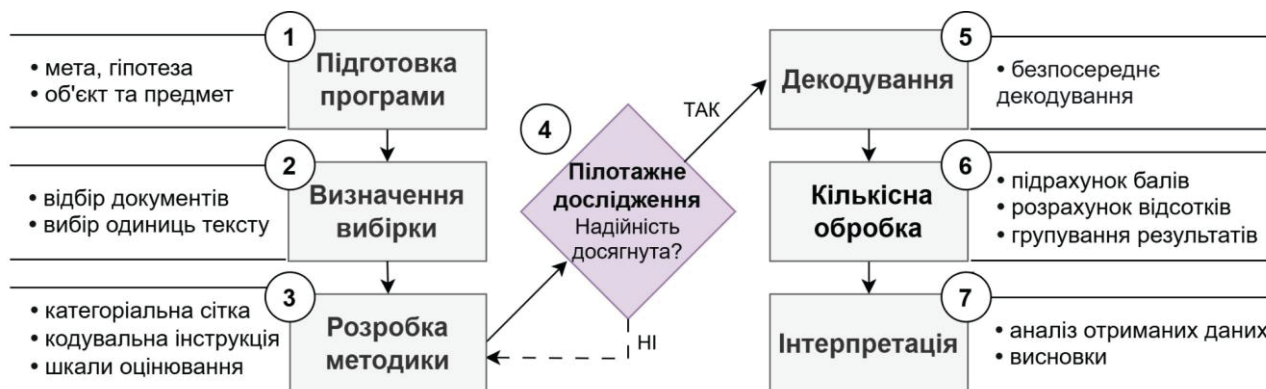 1
Підготовка
програми
• мета, гіпотеза
• об'єкт та предмет
2
Визначення
вибірки
• відбір документів
• вибір одиниць тексту
3
Розробка
методики
• категоріальна сітка
• кодувальна інструкція
• шкали оцінювання
4
Пілотажне
дослідження
Надійність
досягнута?
ТАК
НІ
5
Декодування
• безпосереднє
декодування
6
Кількісна
обробка
• підрахунок балів
• розрахунок відсотків
• групування результатів
7
Інтерпретація
• аналіз отриманих даних
• висновки